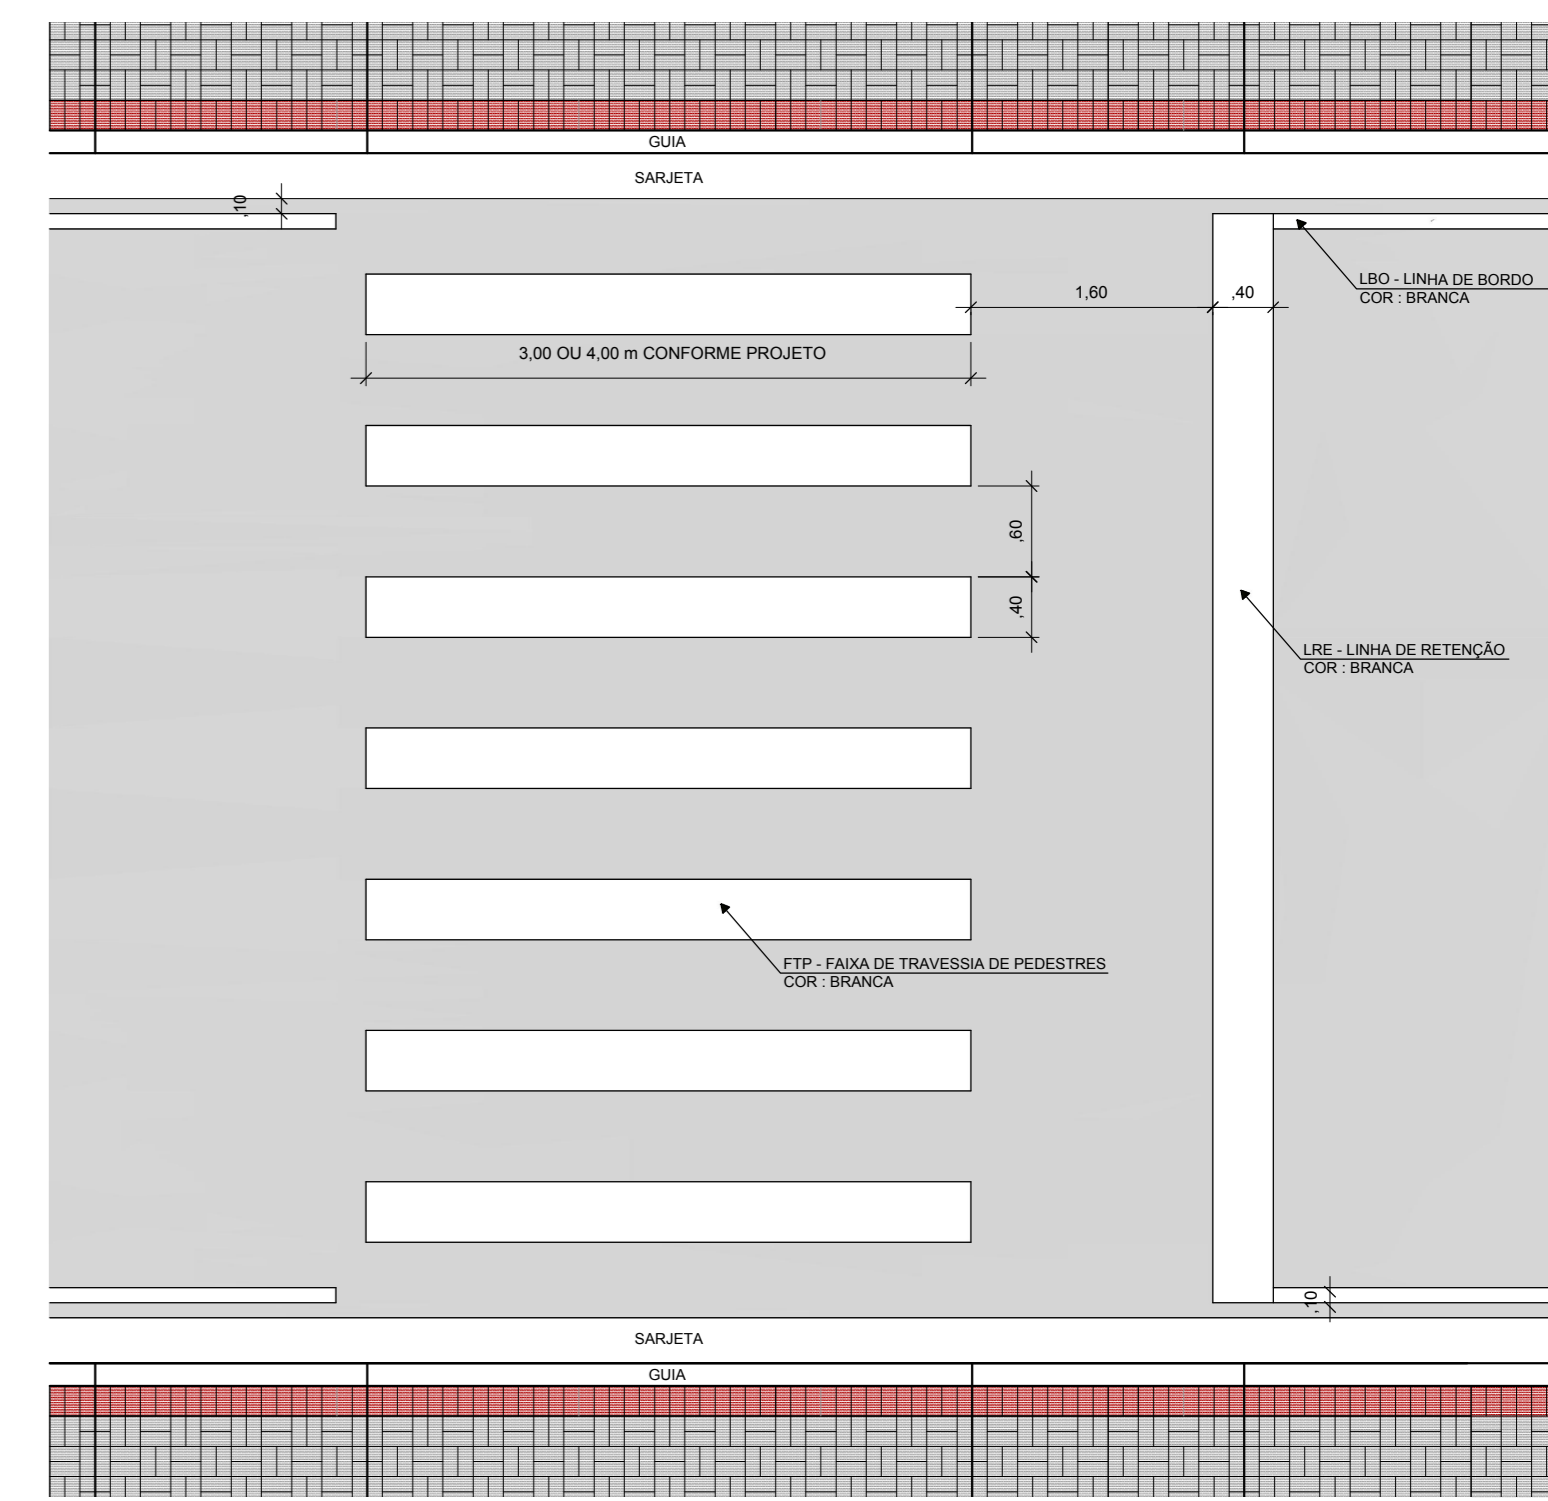 GUIA
SARJETA
,10
LBO - LINHA DE BORDO
COR : BRANCA
1,60
,40
3,00 OU 4,00 m CONFORME PROJETO
,60
,40
LRE - LINHA DE RETENÇÃO
COR : BRANCA
FTP - FAIXA DE TRAVESSIA DE PEDESTRES
COR : BRANCA
,10
SARJETA
GUIA